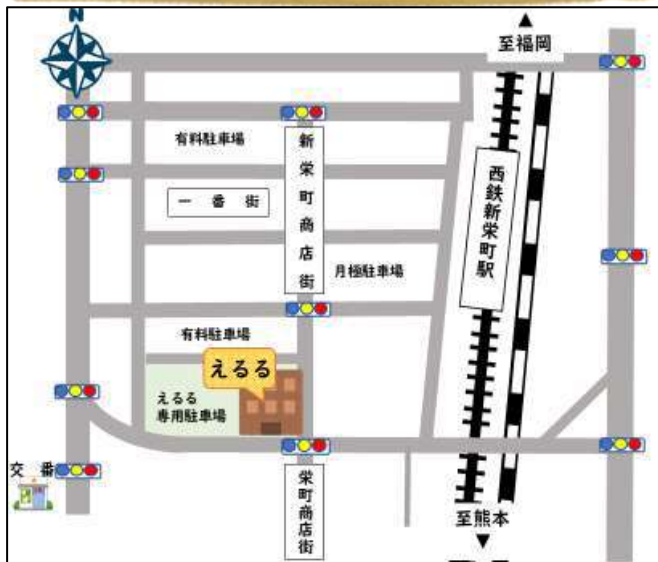 N
▲
至福岡
有料駐車場
新栄町商店街
一番街
西鉄新栄町駅
月極駐車場
有料駐車場
えるる
えるる
専用駐車場
交番
栄町商店街
至熊本
▼